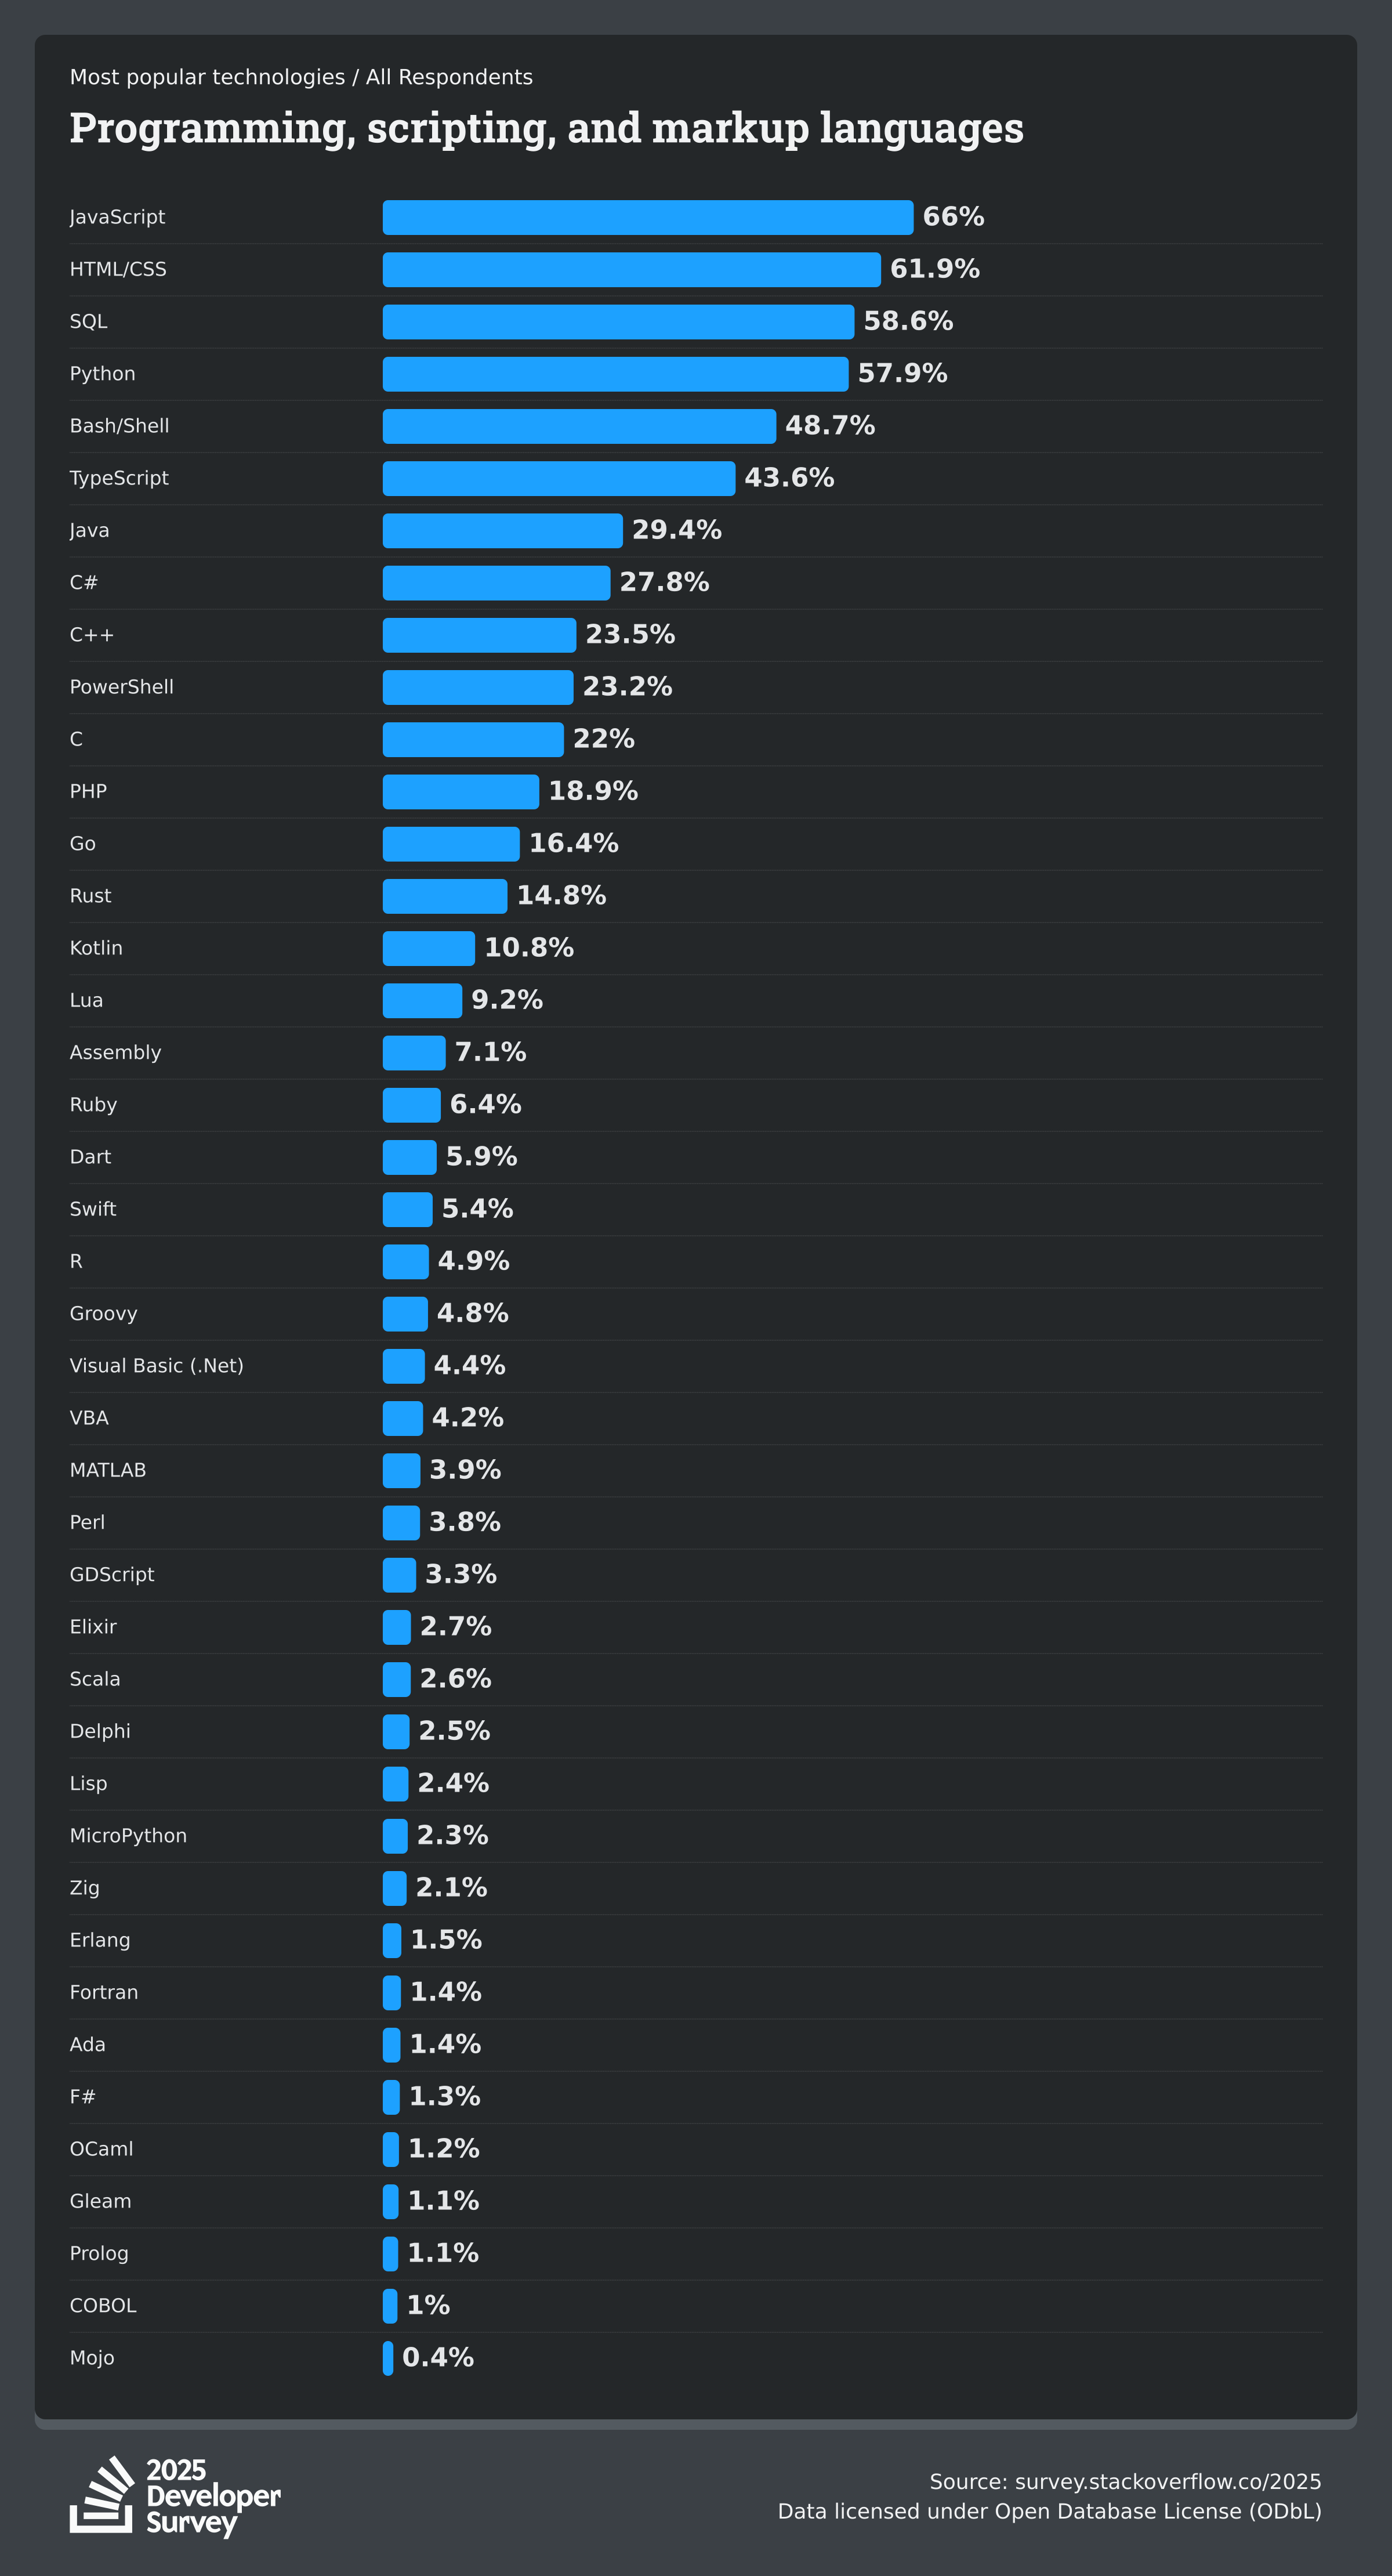 Most popular technologies / All Respondents
Programming, scripting, and markup languages
JavaScript 66%
HTML/CSS 61.9%
SQL 58.6%
Python 57.9%
Bash/Shell 48.7%
TypeScript 43.6%
Java 29.4%
C# 27.8%
C++ 23.5%
PowerShell 23.2%
C 22%
PHP 18.9%
Go 16.4%
Rust 14.8%
Kotlin 10.8%
Lua 9.2%
Assembly 7.1%
Ruby 6.4%
Dart 5.9%
Swift 5.4%
R 4.9%
Groovy 4.8%
Visual Basic (.Net) 4.4%
VBA 4.2%
MATLAB 3.9%
Perl 3.8%
GDScript 3.3%
Elixir 2.7%
Scala 2.6%
Delphi 2.5%
Lisp 2.4%
MicroPython 2.3%
Zig 2.1%
Erlang 1.5%
Fortran 1.4%
Ada 1.4%
F# 1.3%
OCaml 1.2%
Gleam 1.1%
Prolog 1.1%
COBOL 1%
Mojo 0.4%
2025
Developer
Survey
Source: survey.stackoverflow.co/2025
Data licensed under Open Database License (ODbL)